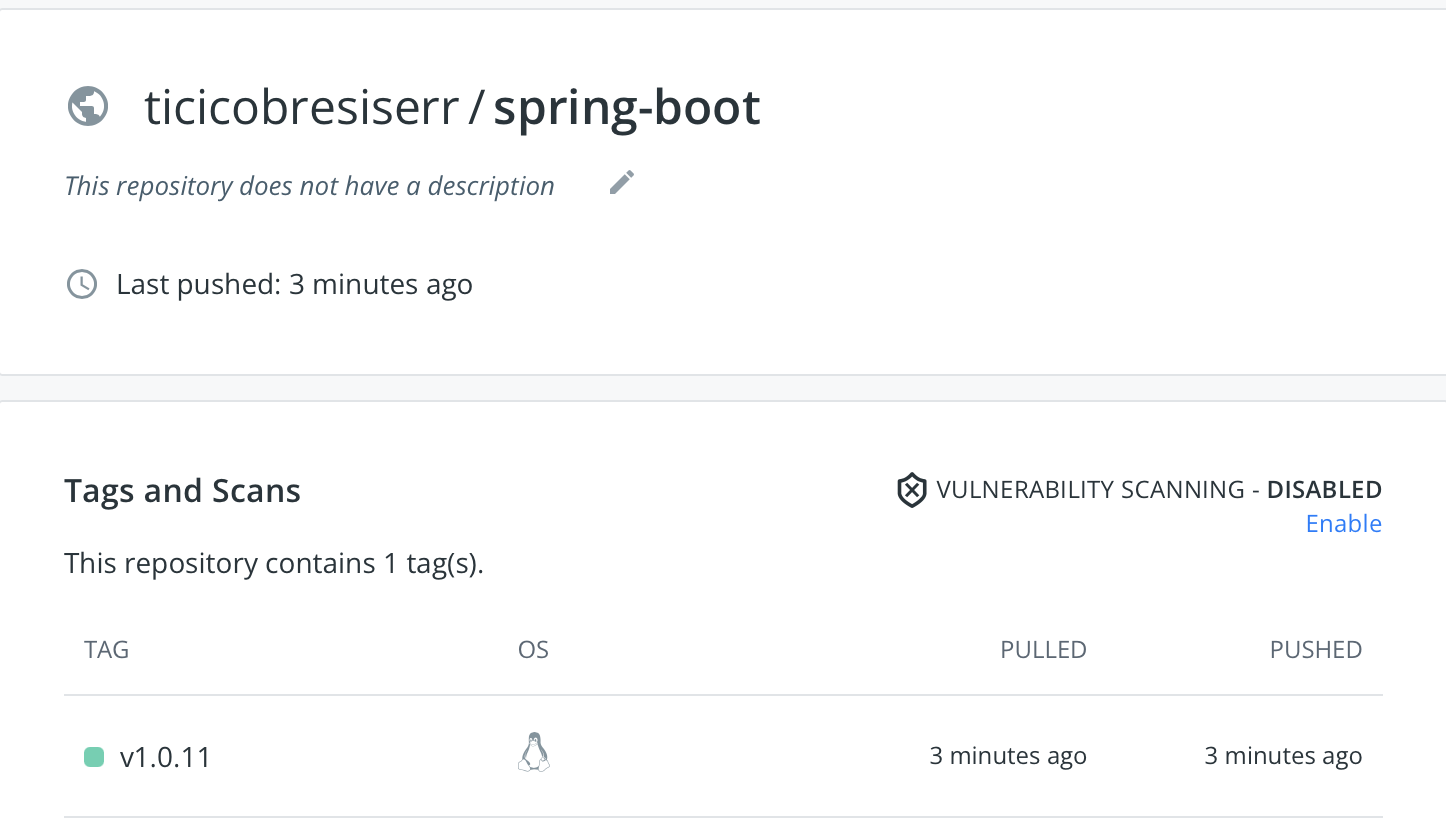 ticicobresiserr / spring-boot
This repository does not have a description
Last pushed: 3 minutes ago
Tags and Scans
VULNERABILITY SCANNING - DISABLED
Enable
This repository contains 1 tag(s).
TAG OS PULLED PUSHED
v1.0.11 3 minutes ago 3 minutes ago